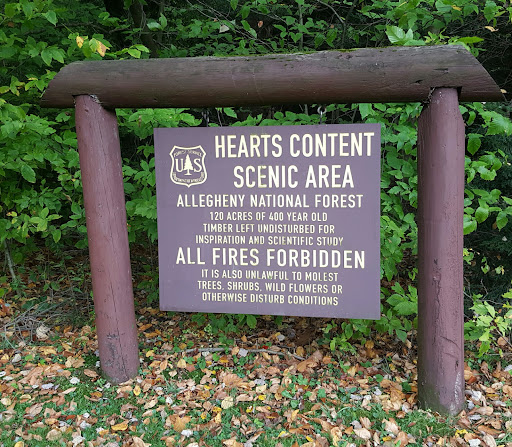 HEARTS CONTENT
SCENIC AREA
ALLEGHENY NATIONAL FOREST
120 ACRES OF 400 YEAR OLD
TIMBER LEFT UNDISTURBED FOR
INSPIRATION AND SCIENTIFIC STUDY
ALL FIRES FORBIDDEN
IT IS ALSO UNLAWFUL TO MOLEST
TREES, SHRUBS, WILD FLOWERS OR
OTHERWISE DISTURB CONDITIONS
US